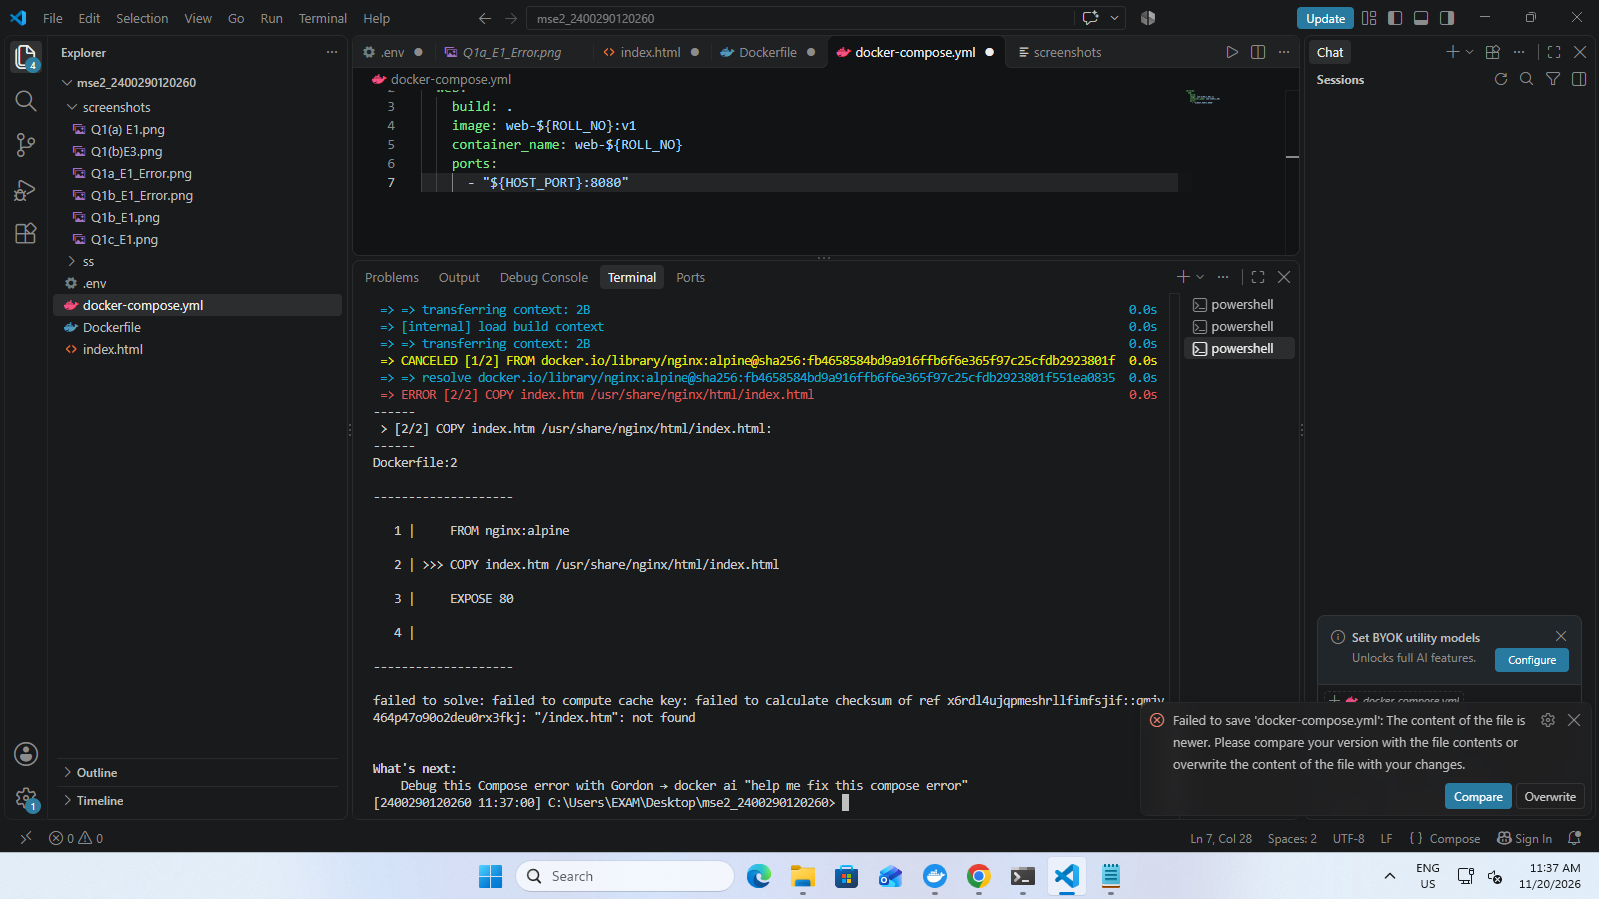 File Edit Selection View Go Run Terminal Help
mse2_2400290120260
Update
Explorer
mse2_2400290120260
screenshots
Q1(a) E1.png
Q1(b)E3.png
Q1a_E1_Error.png
Q1b_E1_Error.png
Q1b_E1.png
Q1c_E1.png
ss
.env
docker-compose.yml
Dockerfile
index.html
Outline
Timeline
4
1
.env
Q1a_E1_Error.png
index.html
Dockerfile
docker-compose.yml
screenshots
docker-compose.yml
2 web:
3 build: .
4 image: web-${ROLL_NO}:v1
5 container_name: web-${ROLL_NO}
6 ports:
7 - "${HOST_PORT}:8080"
Problems Output Debug Console Terminal Ports
=> => transferring context: 2B 0.0s
=> [internal] load build context 0.0s
=> => transferring context: 2B 0.0s
=> CANCELED [1/2] FROM docker.io/library/nginx:alpine@sha256:fb4658584bd9a916ffb6f6e365f97c25cfdb2923801f 0.0s
=> => resolve docker.io/library/nginx:alpine@sha256:fb4658584bd9a916ffb6f6e365f97c25cfdb2923801f551ea0835 0.0s
=> ERROR [2/2] COPY index.htm /usr/share/nginx/html/index.html 0.0s
------
> [2/2] COPY index.htm /usr/share/nginx/html/index.html:
------
Dockerfile:2
--------------------
1 | FROM nginx:alpine
2 | >>> COPY index.htm /usr/share/nginx/html/index.html
3 | EXPOSE 80
4 |
--------------------
failed to solve: failed to compute cache key: failed to calculate checksum of ref x6rdl4ujqpmeshrllfimfsjif::qmjv
464p47o90o2deu0rx3fkj: "/index.htm": not found
What's next:
Debug this Compose error with Gordon → docker ai "help me fix this compose error"
[2400290120260 11:37:00] C:\Users\EXAM\Desktop\mse2_2400290120260>
powershell
powershell
powershell
Chat
Sessions
Set BYOK utility models
Unlocks full AI features.
Configure
docker-compose.yml
Failed to save 'docker-compose.yml': The content of the file is
newer. Please compare your version with the file contents or
overwrite the content of the file with your changes.
Compare
Overwrite
0 0
Ln 7, Col 28 Spaces: 2 UTF-8 LF { } Compose Sign In
Search
ENG
US
11:37 AM
11/20/2026